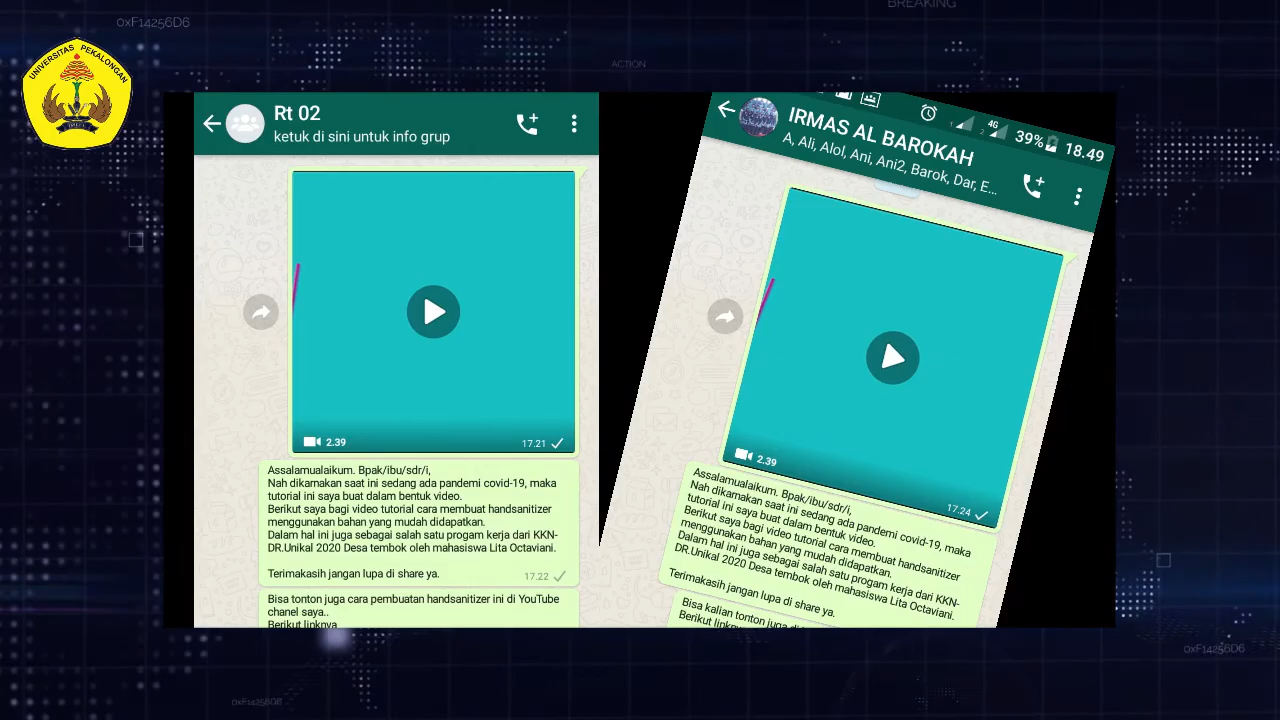 0xF14256D6
BREAKING
ACTION
UNIVERSITAS PEKALONGAN
Rt 02
ketuk di sini untuk info grup
2.39
17.21
Assalamualaikum. Bpak/ibu/sdr/i,
Nah dikarnakan saat ini sedang ada pandemi covid-19, maka
tutorial ini saya buat dalam bentuk video.
Berikut saya bagi video tutorial cara membuat handsanitizer
menggunakan bahan yang mudah didapatkan.
Dalam hal ini juga sebagai salah satu progam kerja dari KKN-
DR.Unikal 2020 Desa tembok oleh mahasiswa Lita Octaviani.
Terimakasih jangan lupa di share ya.
17.22
Bisa tonton juga cara pembuatan handsanitizer ini di YouTube
chanel saya..
Berikut linknya
39%
18.49
4G
1
2
IRMAS AL BAROKAH
A, Ali, Alol, Ani, Ani2, Barok, Dar, E...
2.39
17.24
Assalamualaikum. Bpak/ibu/sdr/i,
Nah dikarnakan saat ini sedang ada pandemi covid-19, maka
tutorial ini saya buat dalam bentuk video.
Berikut saya bagi video tutorial cara membuat handsanitizer
menggunakan bahan yang mudah didapatkan.
Dalam hal ini juga sebagai salah satu progam kerja dari KKN-
DR.Unikal 2020 Desa tembok oleh mahasiswa Lita Octaviani.
Terimakasih jangan lupa di share ya.
Bisa kalian tonton juga
Berikut linknya
0xF14256D6
0xF14256D6